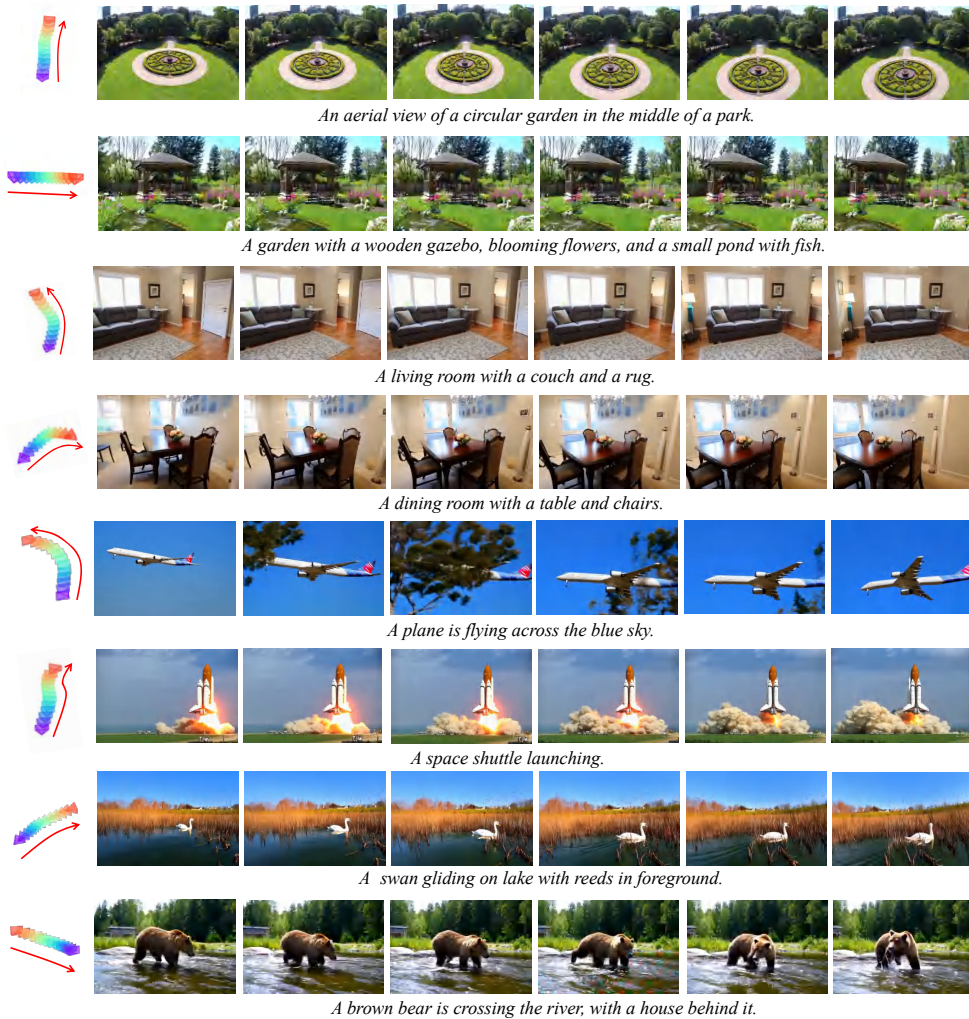 An aerial view of a circular garden in the middle of a park.
A garden with a wooden gazebo, blooming flowers, and a small pond with fish.
A living room with a couch and a rug.
A dining room with a table and chairs.
A plane is flying across the blue sky.
A space shuttle launching.
A swan gliding on lake with reeds in foreground.
A brown bear is crossing the river, with a house behind it.